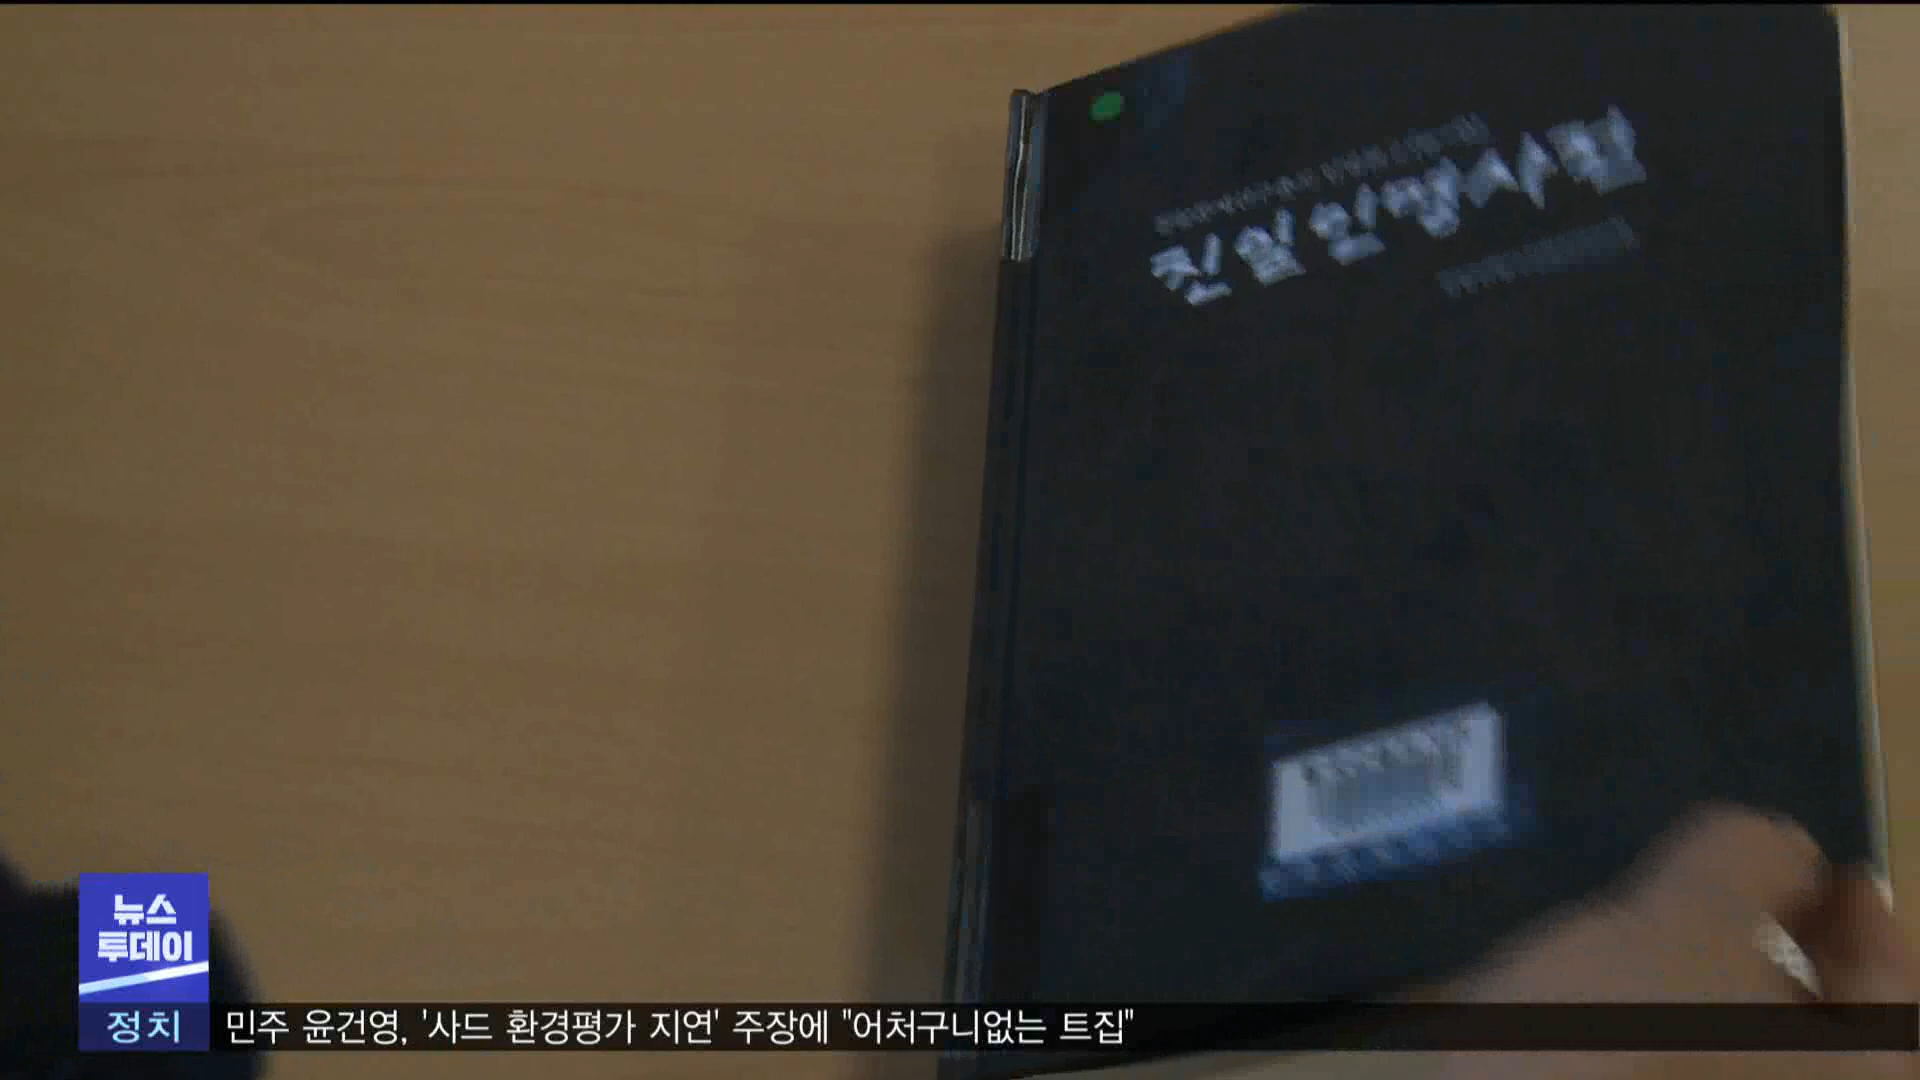 친일인명사전
뉴스
투데이
정치
민주 윤건영, '사드 환경평가 지연' 주장에 "어처구니없는 트집"